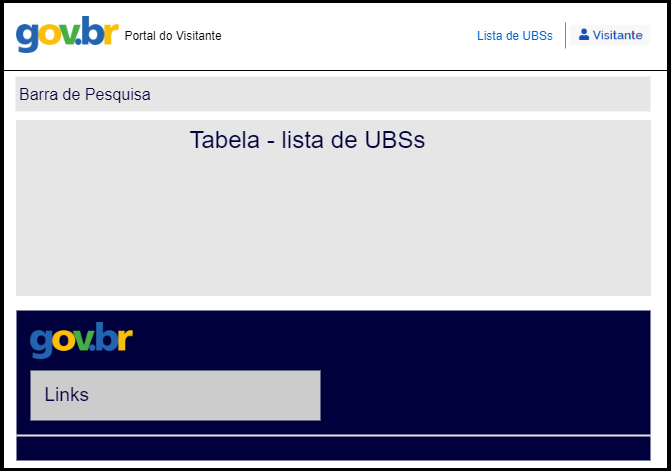 gov.br Portal do Visitante Lista de UBSs Visitante
Barra de Pesquisa
Tabela - lista de UBSs
gov.br
Links